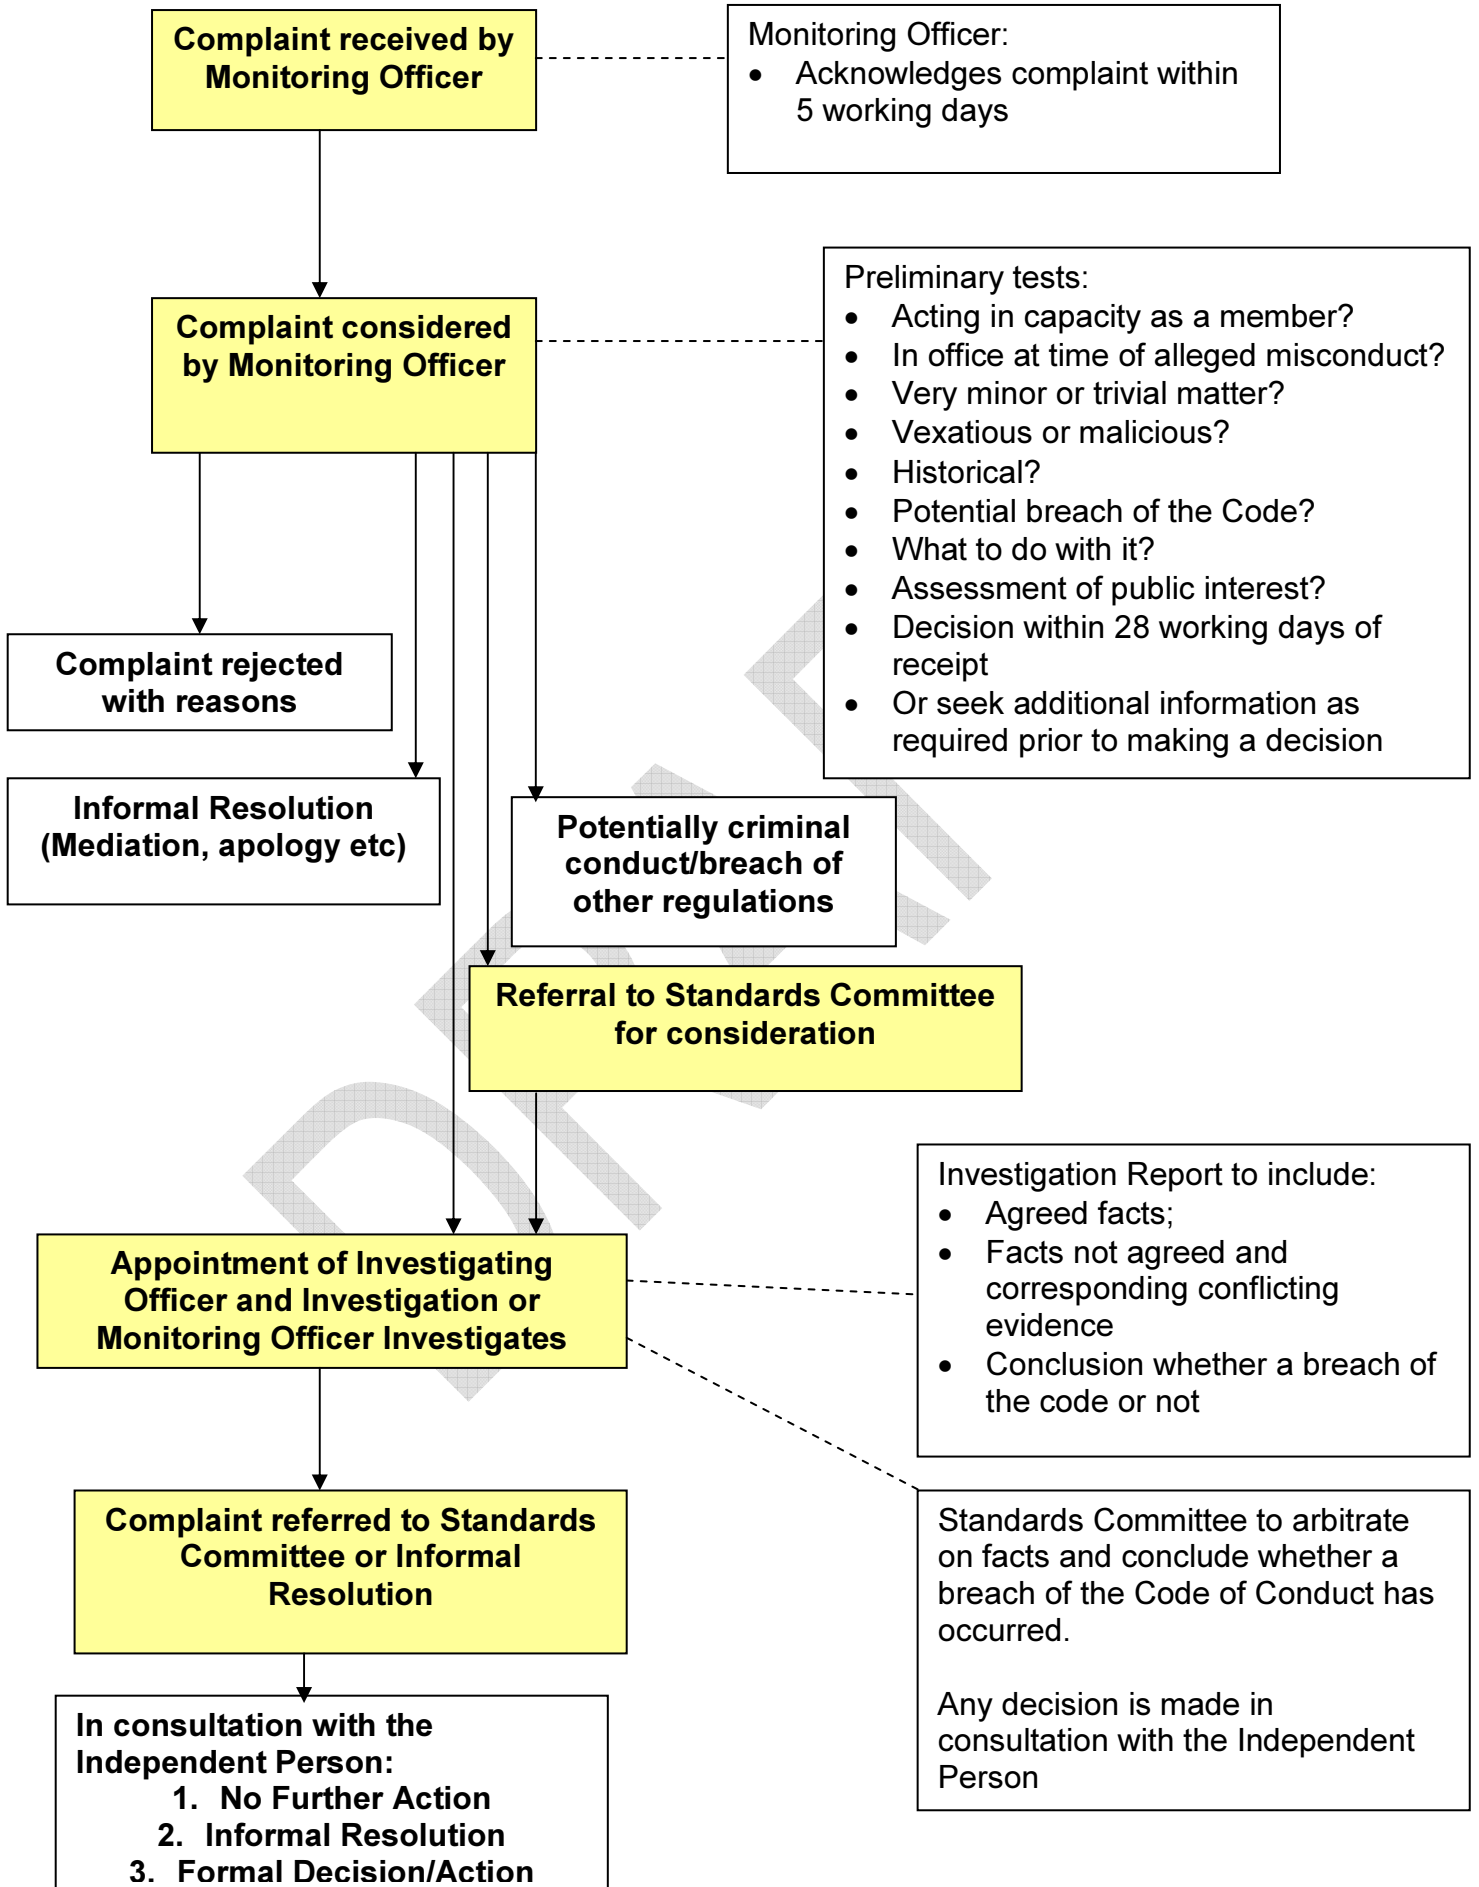 Complaint received by
Monitoring Officer
Monitoring Officer:
• Acknowledges complaint within
5 working days
Complaint considered
by Monitoring Officer
Preliminary tests:
• Acting in capacity as a member?
• In office at time of alleged misconduct?
• Very minor or trivial matter?
• Vexatious or malicious?
• Historical?
• Potential breach of the Code?
• What to do with it?
• Assessment of public interest?
• Decision within 28 working days of
receipt
• Or seek additional information as
required prior to making a decision
Complaint rejected
with reasons
Informal Resolution
(Mediation, apology etc)
Potentially criminal
conduct/breach of
other regulations
Referral to Standards Committee
for consideration
Appointment of Investigating
Officer and Investigation or
Monitoring Officer Investigates
Investigation Report to include:
• Agreed facts;
• Facts not agreed and
corresponding conflicting
evidence
• Conclusion whether a breach of
the code or not
Complaint referred to Standards
Committee or Informal
Resolution
Standards Committee to arbitrate
on facts and conclude whether a
breach of the Code of Conduct has
occurred.
Any decision is made in
consultation with the Independent
Person
In consultation with the
Independent Person:
1. No Further Action
2. Informal Resolution
3. Formal Decision/Action
DRAFT